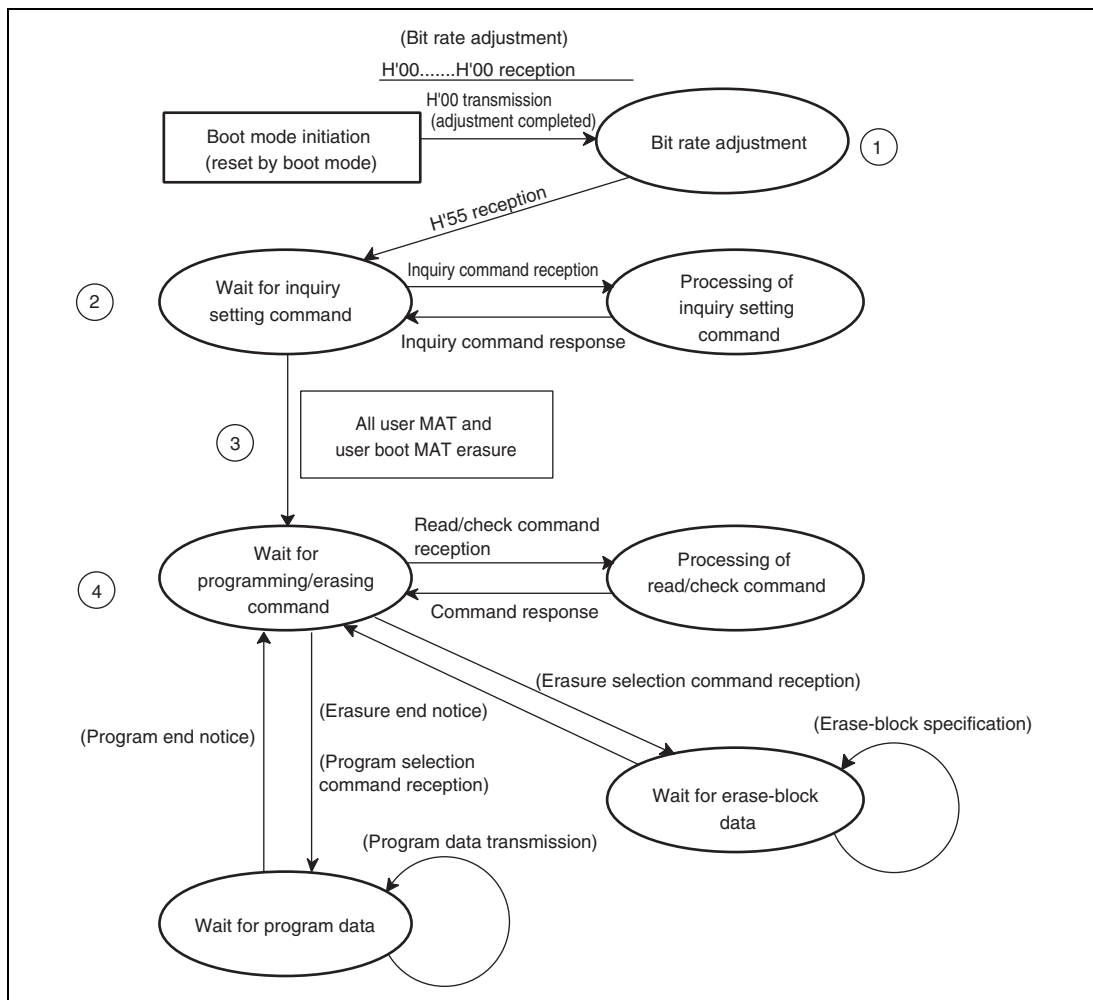 (Bit rate adjustment)
H'00.......H'00 reception
H'00 transmission
(adjustment completed)
Boot mode initiation
(reset by boot mode)
Bit rate adjustment
1
H'55 reception
2
Wait for inquiry
setting command
Inquiry command reception
Inquiry command response
Processing of
inquiry setting
command
3
All user MAT and
user boot MAT erasure
4
Wait for
programming/erasing
command
Read/check command
reception
Command response
Processing of
read/check command
(Erasure selection command reception)
(Program end notice)
(Erasure end notice)
(Program selection
command reception)
(Erase-block specification)
Wait for erase-block
data
(Program data transmission)
Wait for program data